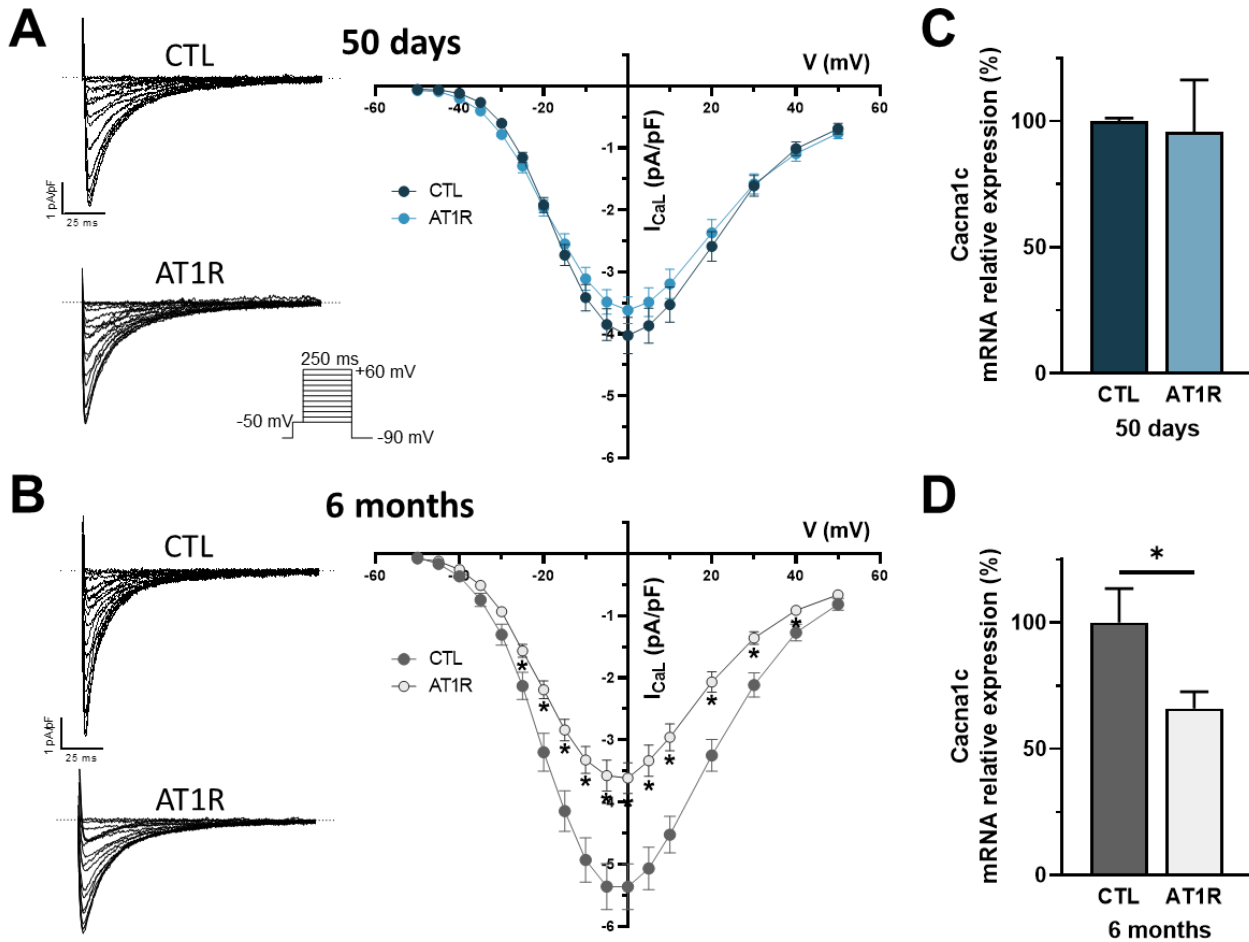 A
CTL
1 pA/pF
25 ms
AT1R
250 ms
+60 mV
-50 mV
-90 mV
50 days
V (mV)
-60
-40
-20
20
40
60
-1
-2
-3
-4
-5
-6
ICaL (pA/pF)
CTL
AT1R
C
Cacna1c
mRNA relative expression (%)
100
50
0
CTL
AT1R
50 days
B
CTL
1 pA/pF
25 ms
AT1R
6 months
V (mV)
-60
-40
-20
20
40
60
-1
-2
-3
-4
-5
-6
ICaL (pA/pF)
CTL
AT1R
* * * * * * * * * * *
D
Cacna1c
mRNA relative expression (%)
100
50
0
*
CTL
AT1R
6 months